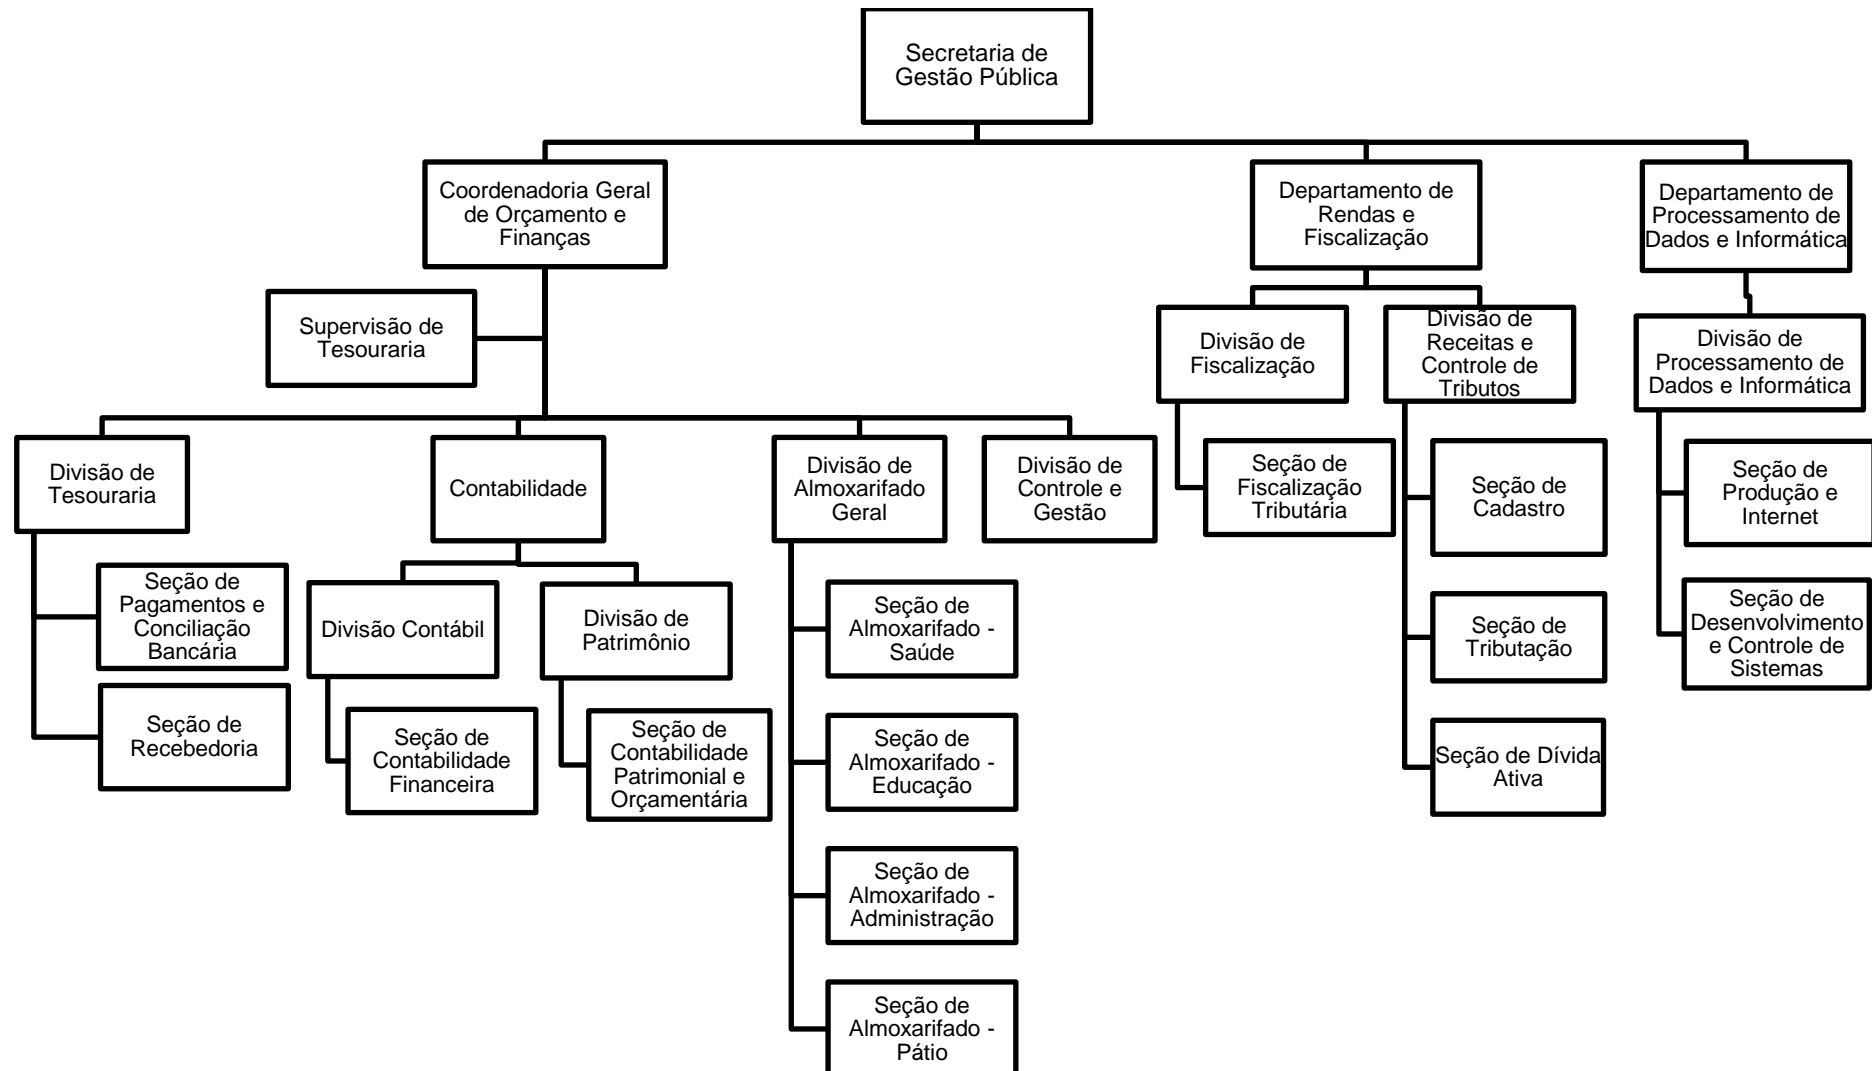 Secretaria de
Gestão Pública
Coordenadoria Geral
de Orçamento e
Finanças
Departamento de
Rendas e
Fiscalização
Departamento de
Processamento de
Dados e Informática
Supervisão de
Tesouraria
Divisão de
Fiscalização
Divisão de
Receitas e
Controle de
Tributos
Divisão de
Processamento de
Dados e Informática
Divisão de
Tesouraria
Contabilidade
Divisão de
Almoxarifado
Geral
Divisão de
Controle e
Gestão
Seção de
Fiscalização
Tributária
Seção de
Cadastro
Seção de
Produção e
Internet
Seção de
Pagamentos e
Conciliação
Bancária
Divisão Contábil
Divisão de
Patrimônio
Seção de
Almoxarifado -
Saúde
Seção de
Tributação
Seção de
Desenvolvimento
e Controle de
Sistemas
Seção de
Recebedoria
Seção de
Contabilidade
Financeira
Seção de
Contabilidade
Patrimonial e
Orçamentária
Seção de
Almoxarifado -
Educação
Seção de Dívida
Ativa
Seção de
Almoxarifado -
Administração
Seção de
Almoxarifado -
Pátio